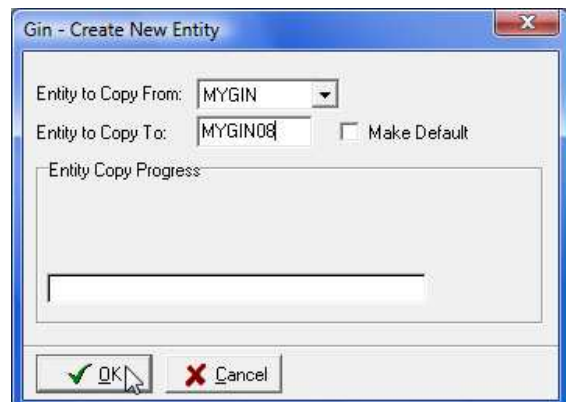 Gin - Create New Entity
Entity to Copy From: MYGIN
Entity to Copy To: MYGIN08 Make Default
Entity Copy Progress
OK Cancel